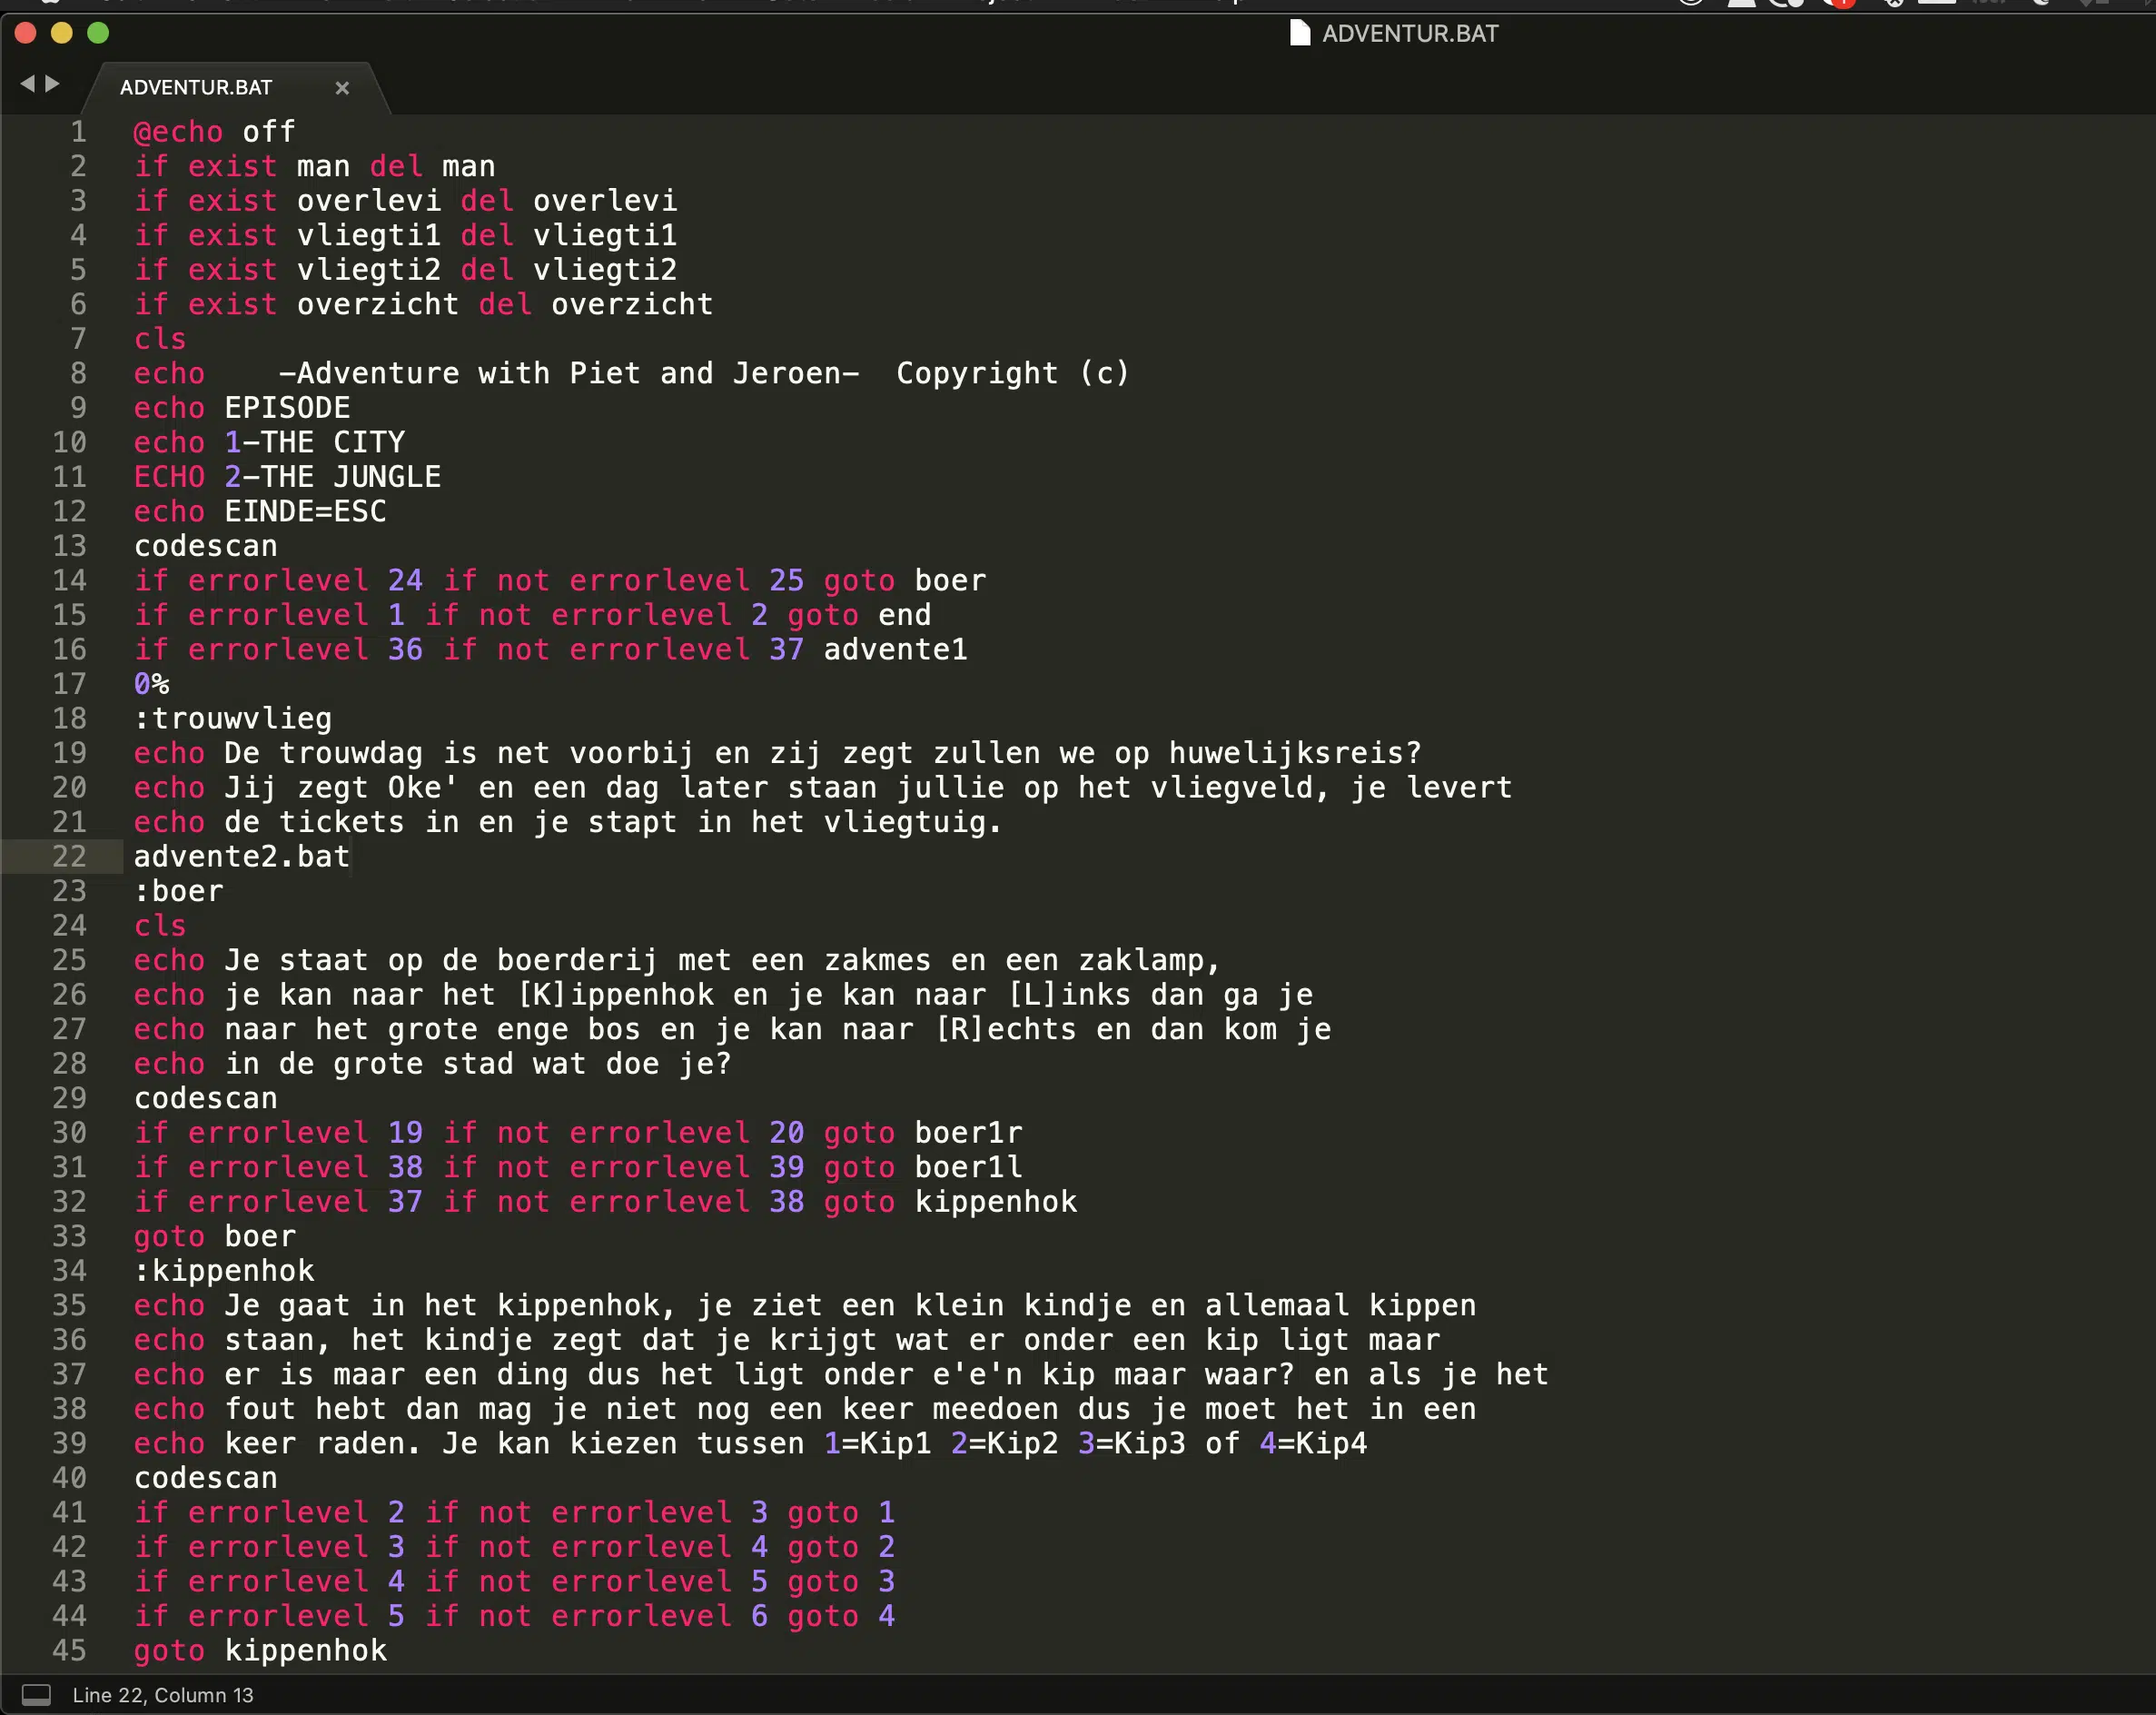 ADVENTUR.BAT
ADVENTUR.BAT ×
1 @echo off
2 if exist man del man
3 if exist overlevi del overlevi
4 if exist vliegti1 del vliegti1
5 if exist vliegti2 del vliegti2
6 if exist overzicht del overzicht
7 cls
8 echo    -Adventure with Piet and Jeroen-  Copyright (c)
9 echo EPISODE
10 echo 1-THE CITY
11 ECHO 2-THE JUNGLE
12 echo EINDE=ESC
13 codescan
14 if errorlevel 24 if not errorlevel 25 goto boer
15 if errorlevel 1 if not errorlevel 2 goto end
16 if errorlevel 36 if not errorlevel 37 advente1
17 0%
18 :trouwvlieg
19 echo De trouwdag is net voorbij en zij zegt zullen we op huwelijksreis?
20 echo Jij zegt Oke' en een dag later staan jullie op het vliegveld, je levert
21 echo de tickets in en je stapt in het vliegtuig.
22 advente2.bat
23 :boer
24 cls
25 echo Je staat op de boerderij met een zakmes en een zaklamp,
26 echo je kan naar het [K]ippenhok en je kan naar [L]inks dan ga je
27 echo naar het grote enge bos en je kan naar [R]echts en dan kom je
28 echo in de grote stad wat doe je?
29 codescan
30 if errorlevel 19 if not errorlevel 20 goto boer1r
31 if errorlevel 38 if not errorlevel 39 goto boer1l
32 if errorlevel 37 if not errorlevel 38 goto kippenhok
33 goto boer
34 :kippenhok
35 echo Je gaat in het kippenhok, je ziet een klein kindje en allemaal kippen
36 echo staan, het kindje zegt dat je krijgt wat er onder een kip ligt maar
37 echo er is maar een ding dus het ligt onder e'e'n kip maar waar? en als je het
38 echo fout hebt dan mag je niet nog een keer meedoen dus je moet het in een
39 echo keer raden. Je kan kiezen tussen 1=Kip1 2=Kip2 3=Kip3 of 4=Kip4
40 codescan
41 if errorlevel 2 if not errorlevel 3 goto 1
42 if errorlevel 3 if not errorlevel 4 goto 2
43 if errorlevel 4 if not errorlevel 5 goto 3
44 if errorlevel 5 if not errorlevel 6 goto 4
45 goto kippenhok
Line 22, Column 13